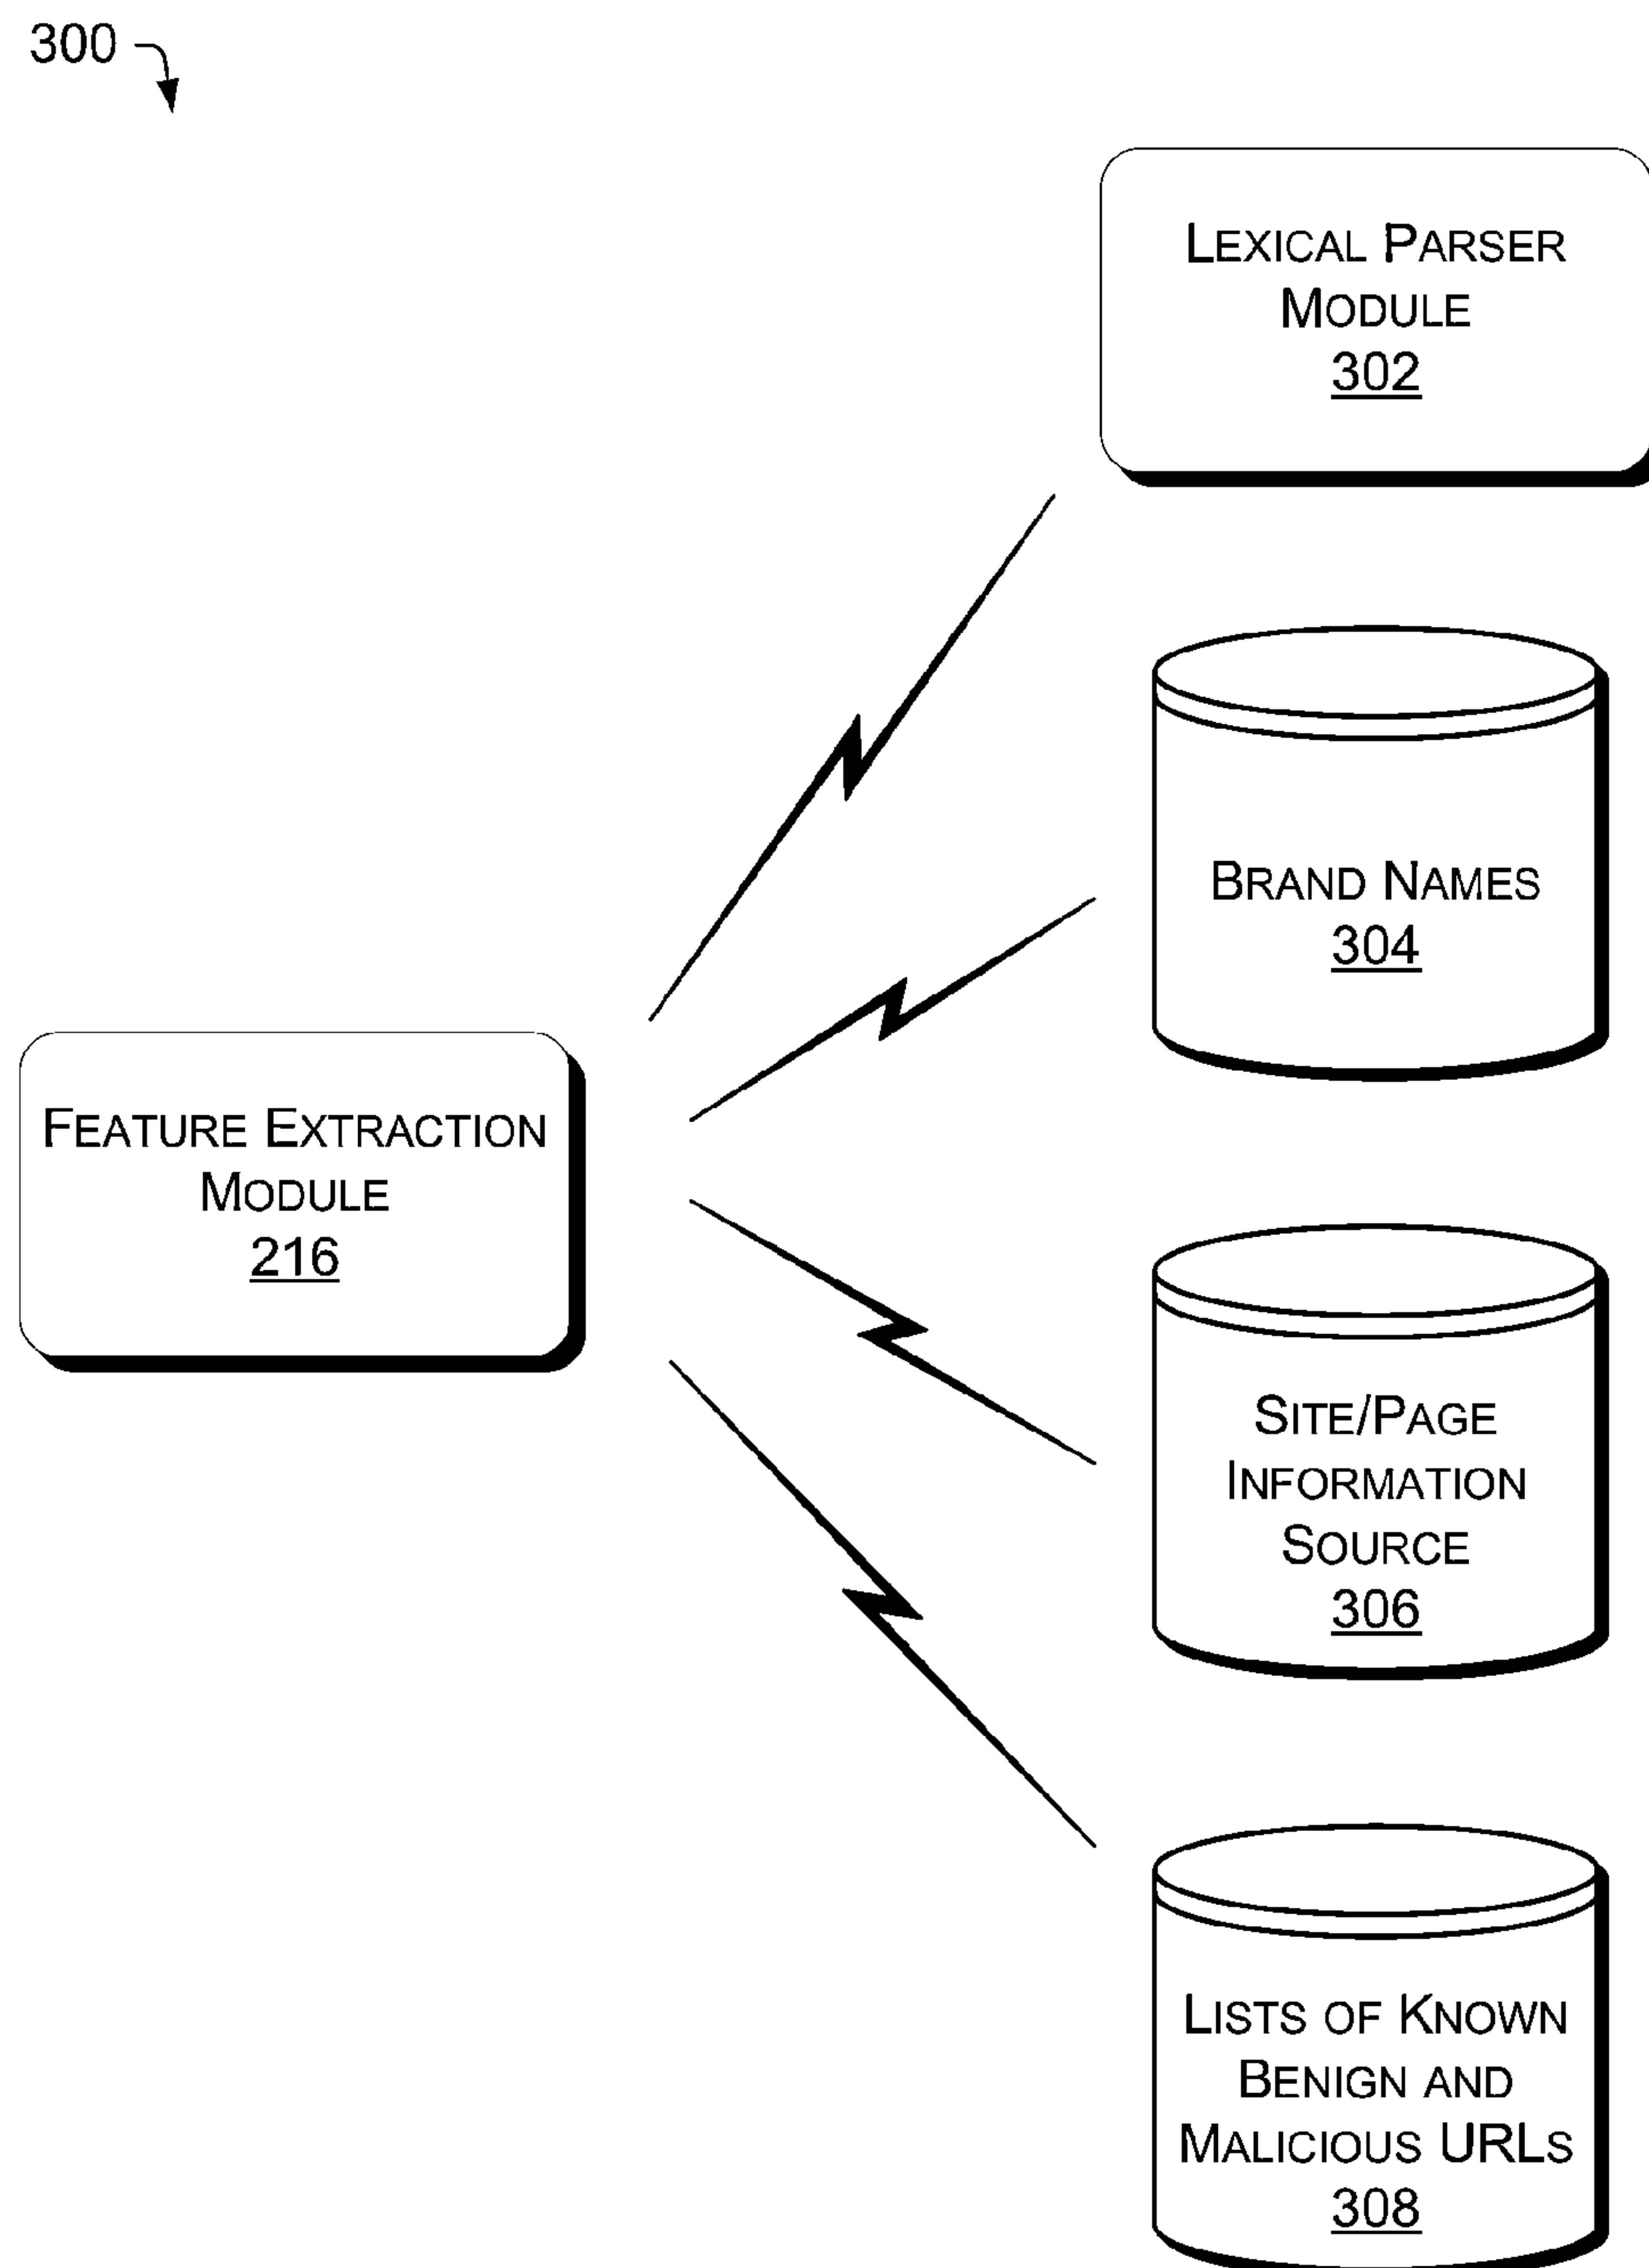 300
LEXICAL PARSER
MODULE
302
BRAND NAMES
304
FEATURE EXTRACTION
MODULE
216
SITE/PAGE
INFORMATION
SOURCE
306
LISTS OF KNOWN
BENIGN AND
MALICIOUS URLS
308